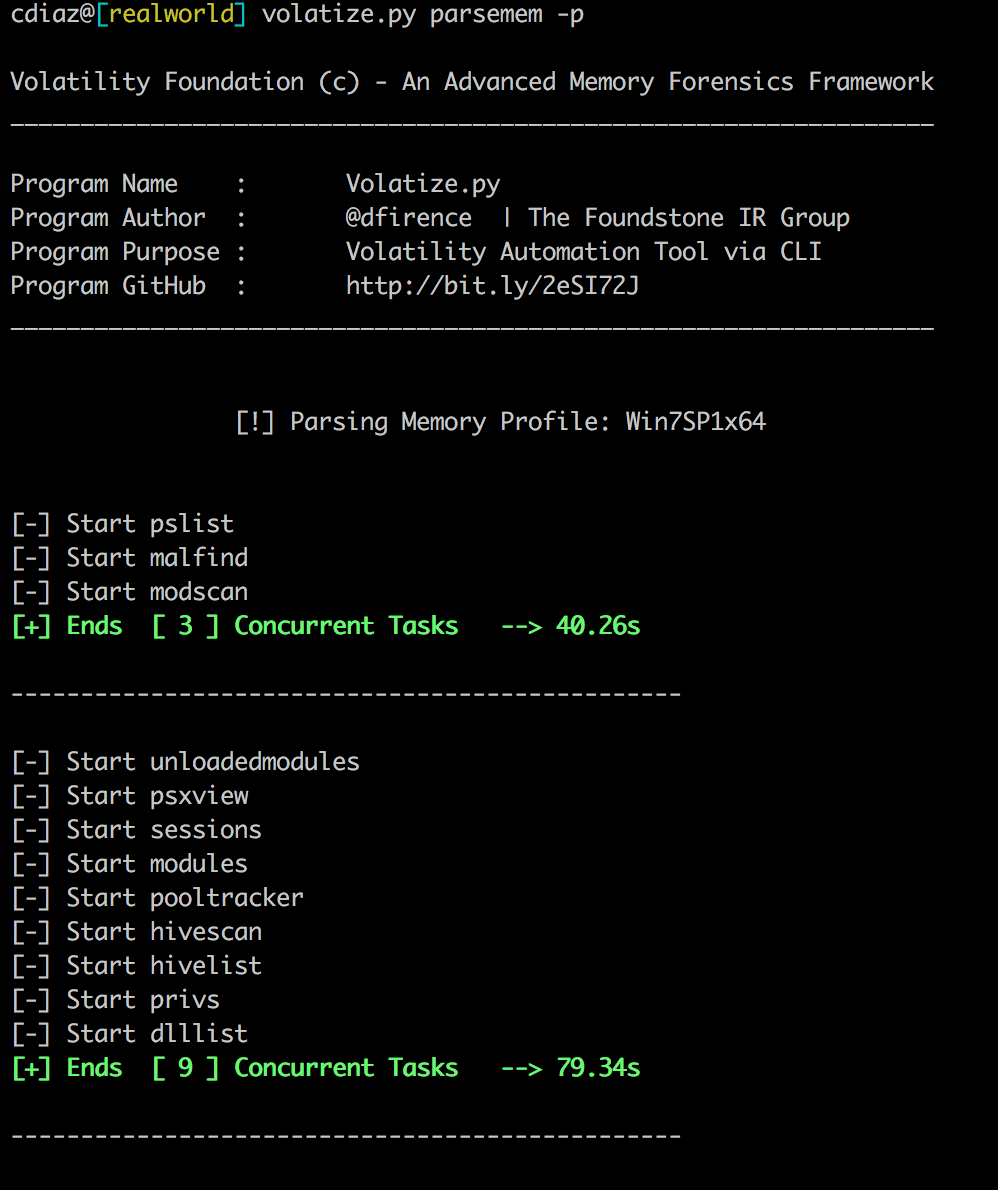 cdiaz@[realworld] volatize.py parsemem -p
Volatility Foundation (c) - An Advanced Memory Forensics Framework
__________________________________________________________________
Program Name    :       Volatize.py
Program Author  :       @dfirence  | The Foundstone IR Group
Program Purpose :       Volatility Automation Tool via CLI
Program GitHub  :       http://bit.ly/2eSI72J
__________________________________________________________________
[!] Parsing Memory Profile: Win7SP1x64
[-] Start pslist
[-] Start malfind
[-] Start modscan
[+] Ends  [ 3 ] Concurrent Tasks   --> 40.26s
------------------------------------------------
[-] Start unloadedmodules
[-] Start psxview
[-] Start sessions
[-] Start modules
[-] Start pooltracker
[-] Start hivescan
[-] Start hivelist
[-] Start privs
[-] Start dlllist
[+] Ends  [ 9 ] Concurrent Tasks   --> 79.34s
------------------------------------------------